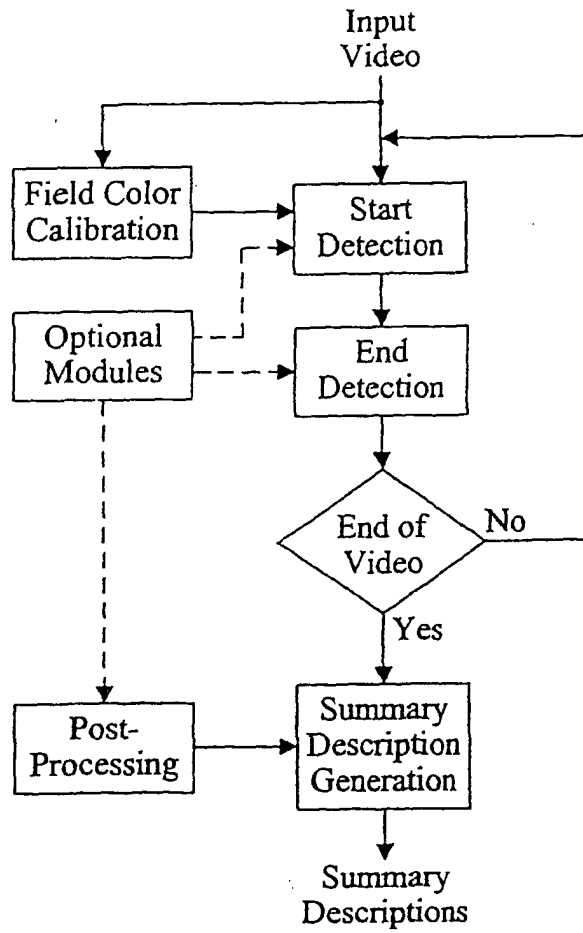 Input
Video
Field Color
Calibration
Start
Detection
Optional
Modules
End
Detection
End of
Video
No
Yes
Post-
Processing
Summary
Description
Generation
Summary
Descriptions